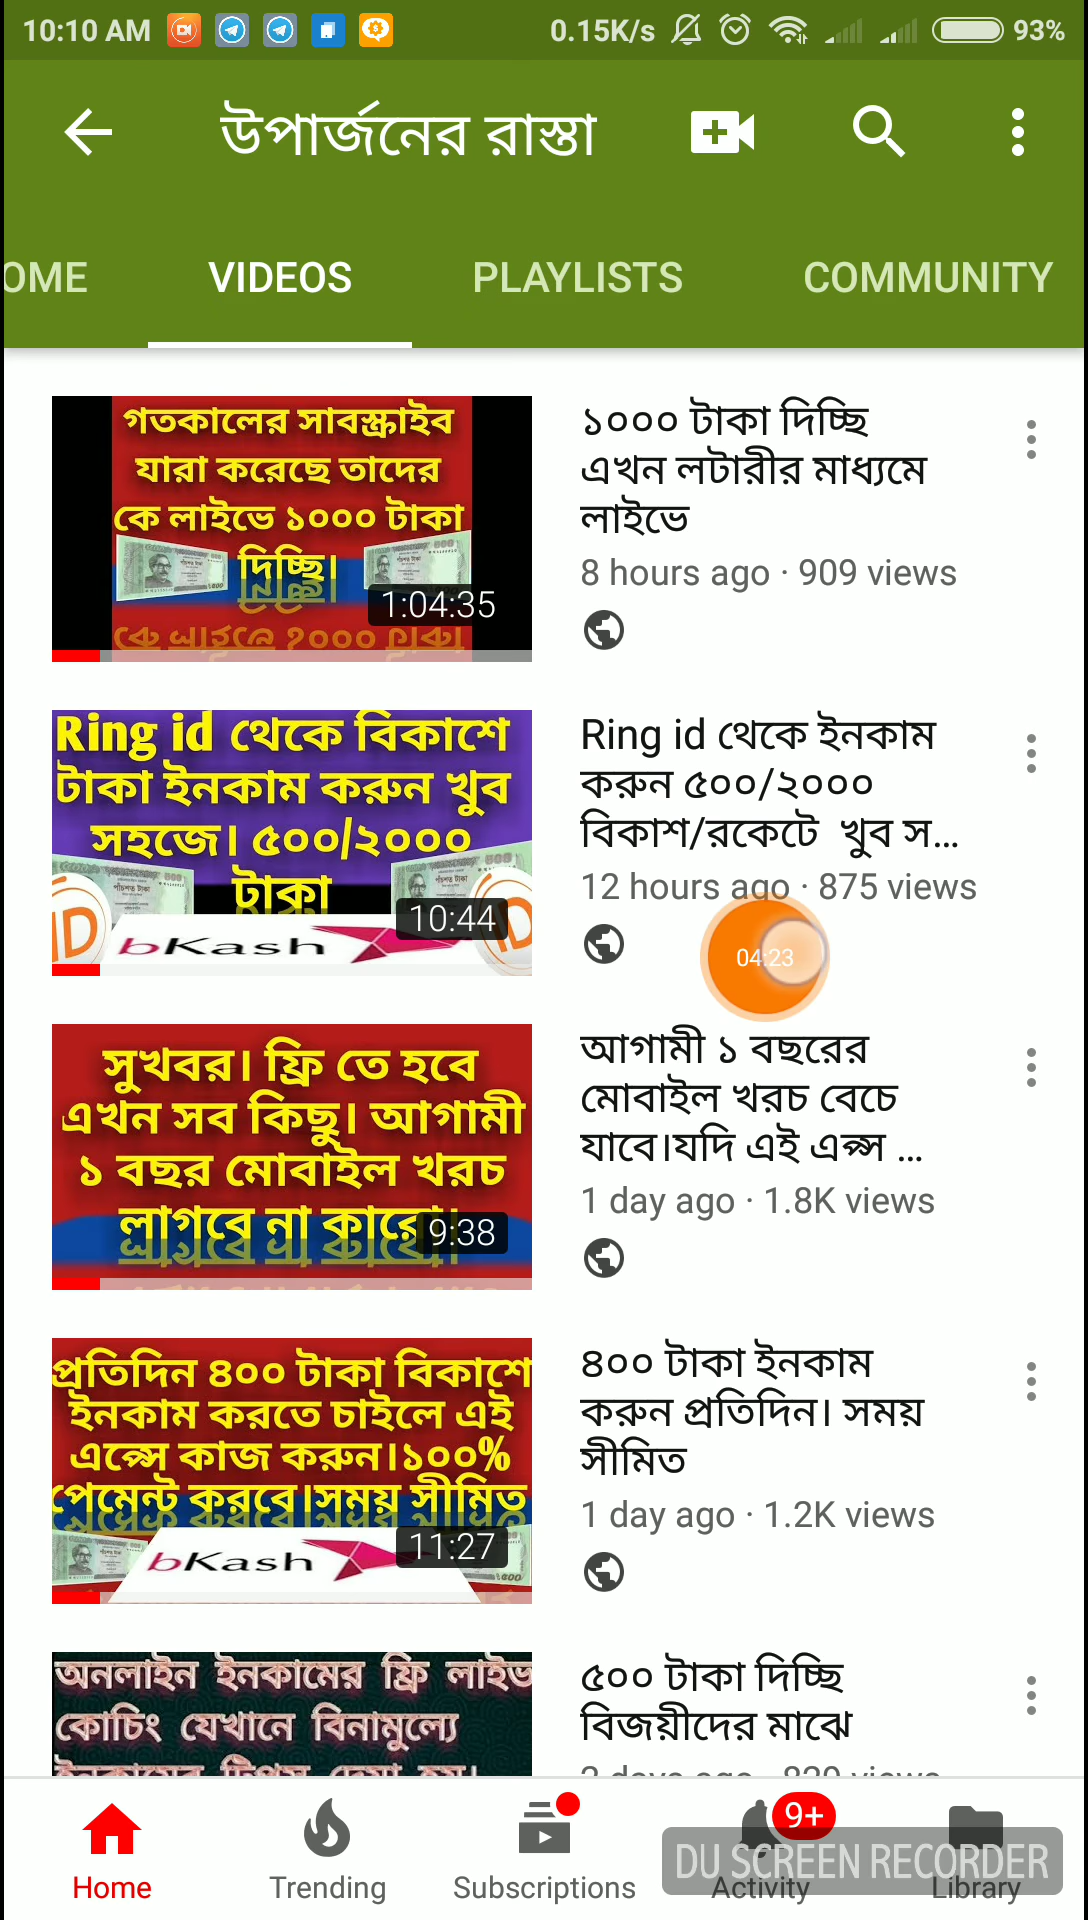 10:10 AM 0.15K/s 93%
উপার্জনের রাস্তা
OME VIDEOS PLAYLISTS COMMUNITY
গতকালের সাবস্ক্রাইব
যারা করেছে তাদের
কে লাইভে ১০০০ টাকা
দিচ্ছি।
1:04:35
১০০০ টাকা দিচ্ছি
এখন লটারীর মাধ্যমে
লাইভে
8 hours ago · 909 views
Ring id থেকে বিকাশে
টাকা ইনকাম করুন খুব
সহজে। ৫০০/২০০০
টাকা
bKash
10:44
Ring id থেকে ইনকাম
করুন ৫০০/২০০০
বিকাশ/রকেটে খুব স...
12 hours ago · 875 views
04:23
সুখবর। ফ্রি তে হবে
এখন সব কিছু। আগামী
১ বছর মোবাইল খরচ
লাগবে না কারো।
9:38
আগামী ১ বছরের
মোবাইল খরচ বেচে
যাবে।যদি এই এপ্স ...
1 day ago · 1.8K views
প্রতিদিন ৪০০ টাকা বিকাশে
ইনকাম করতে চাইলে এই
এপ্সে কাজ করুন।১০০%
পেমেন্ট করবে।সময় সীমিত
bKash
11:27
৪০০ টাকা ইনকাম
করুন প্রতিদিন। সময়
সীমিত
1 day ago · 1.2K views
অনলাইন ইনকামের ফ্রি লাইভ
কোচিং যেখানে বিনামুল্যে
৫০০ টাকা দিচ্ছি
বিজয়ীদের মাঝে
9+
DU SCREEN RECORDER
Home Trending Subscriptions Activity Library